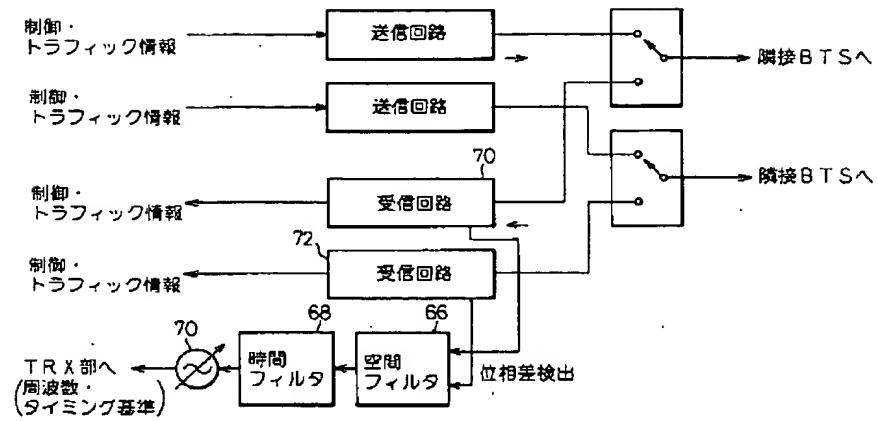 制御・
トラフィック情報
送信回路
隣接BTSへ
制御・
トラフィック情報
送信回路
70
隣接BTSへ
制御・
トラフィック情報
受信回路
72
制御・
トラフィック情報
受信回路
70
68
66
TRX部へ
(周波数・
タイミング基準)
時間
フィルタ
空間
フィルタ
位相差検出